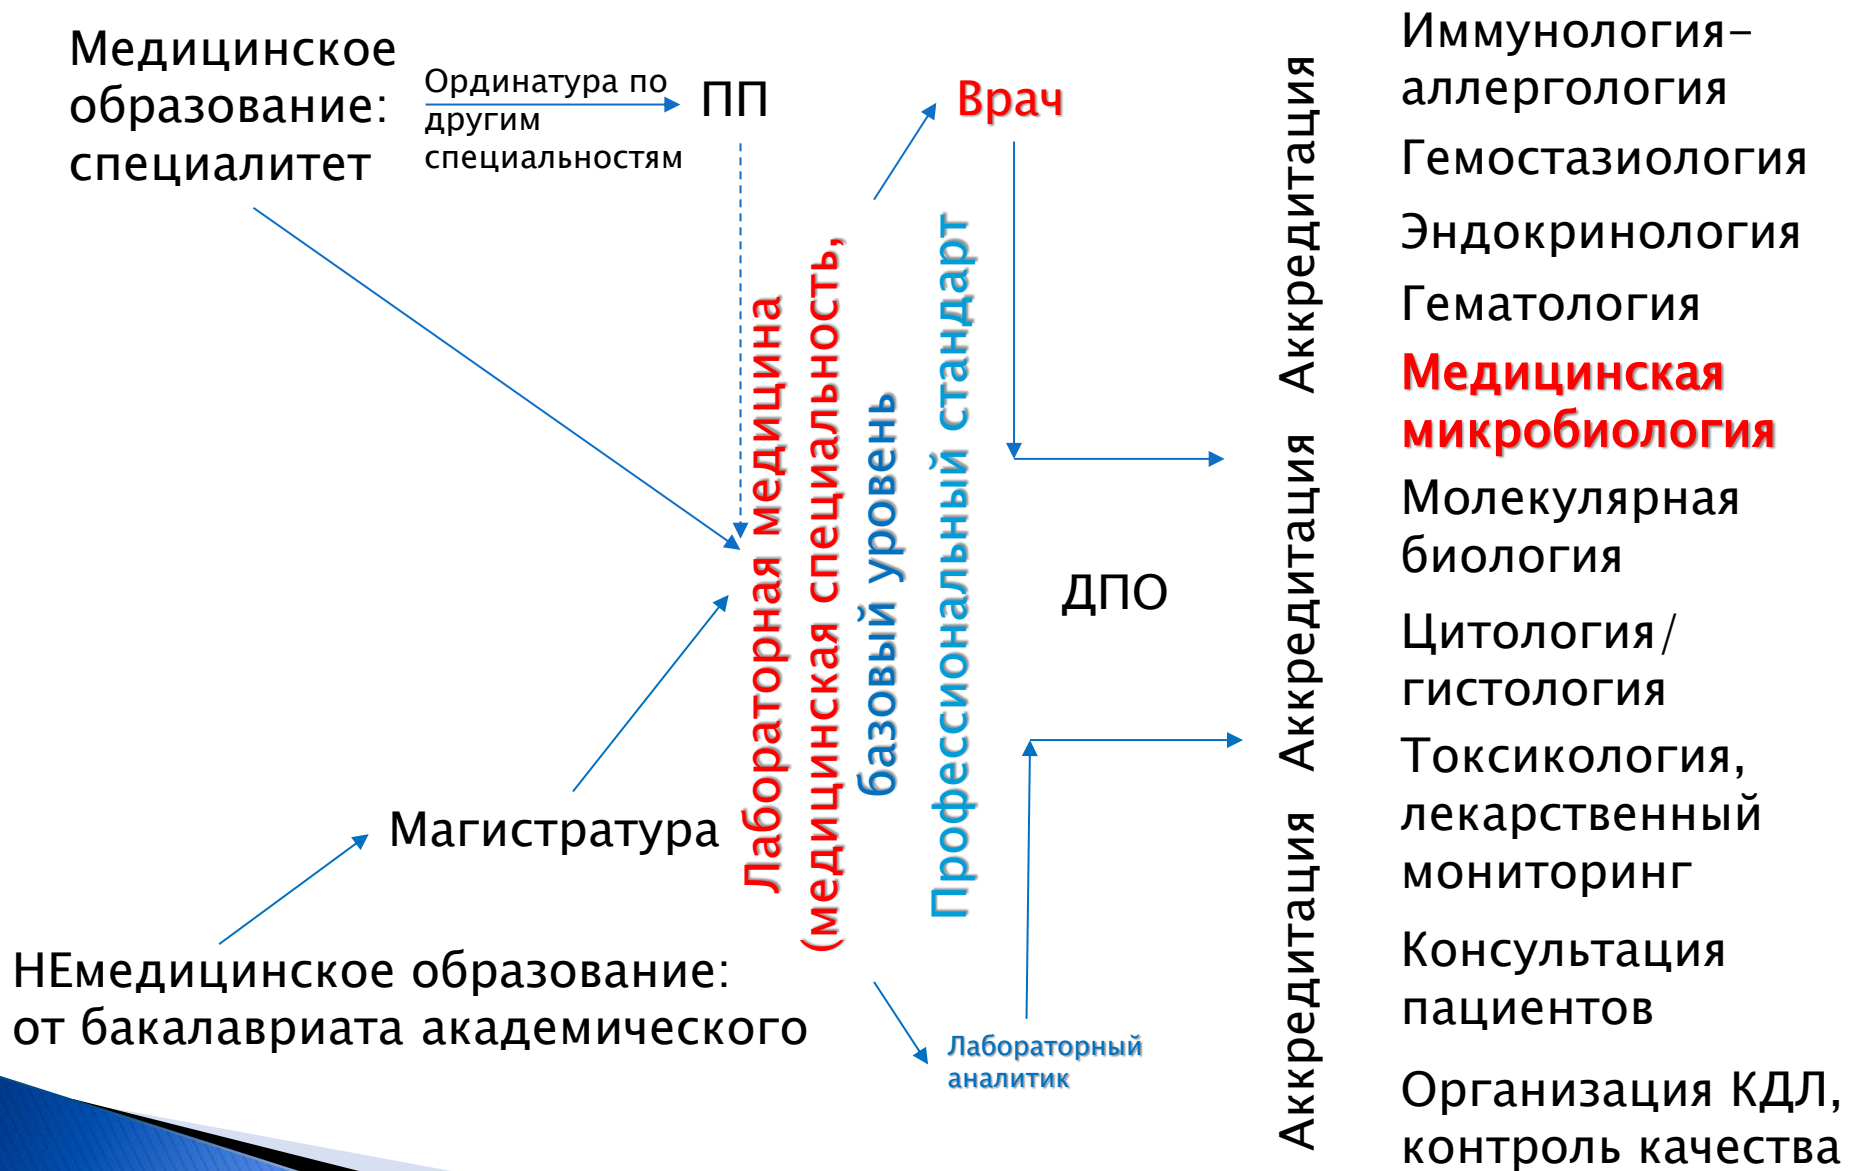 Медицинское
образование:
специалитет
Ординатура по
другим
специальностям
ПП
Врач
Лабораторная медицина
(медицинская специальность,
базовый уровень
Профессиональный стандарт
ДПО
Магистратура
НЕмедицинское образование:
от бакалавриата академического
Лабораторный
аналитик
Аккредитация
Аккредитация
Аккредитация
Иммунология-
аллергология
Гемостазиология
Эндокринология
Гематология
Медицинская
микробиология
Молекулярная
биология
Цитология/
гистология
Токсикология,
лекарственный
мониторинг
Консультация
пациентов
Организация КДЛ,
контроль качества